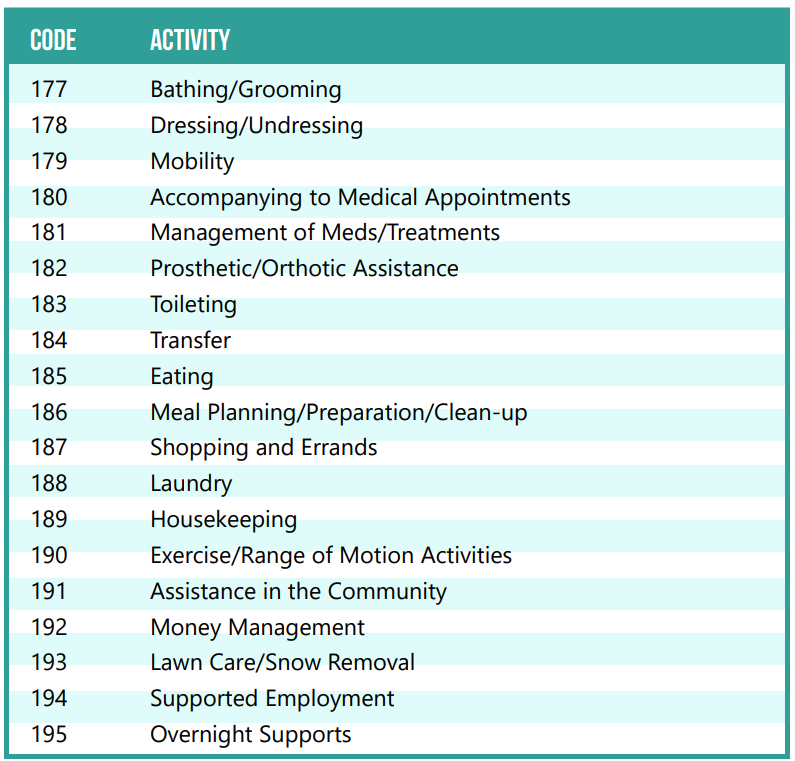 CODE ACTIVITY
177 Bathing/Grooming
178 Dressing/Undressing
179 Mobility
180 Accompanying to Medical Appointments
181 Management of Meds/Treatments
182 Prosthetic/Orthotic Assistance
183 Toileting
184 Transfer
185 Eating
186 Meal Planning/Preparation/Clean-up
187 Shopping and Errands
188 Laundry
189 Housekeeping
190 Exercise/Range of Motion Activities
191 Assistance in the Community
192 Money Management
193 Lawn Care/Snow Removal
194 Supported Employment
195 Overnight Supports